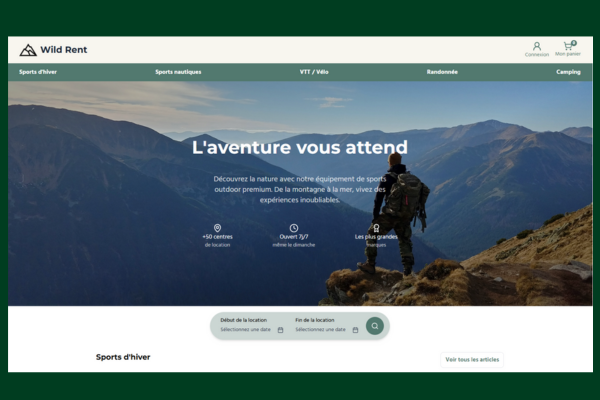 Wild Rent
Connexion
Mon panier
Sports d'hiver
Sports nautiques
VTT / Vélo
Randonnée
Camping
L'aventure vous attend
Découvrez la nature avec notre équipement de sports
outdoor premium. De la montagne à la mer, vivez des
expériences inoubliables.
+50 centres
de location
Ouvert 7j/7
même le dimanche
Les plus grandes
marques
Début de la location
Sélectionnez une date
Fin de la location
Sélectionnez une date
Sports d'hiver
Voir tous les articles